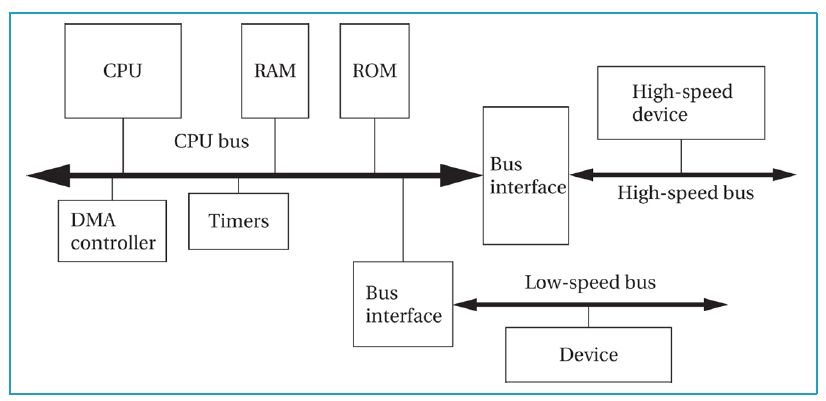 CPU
RAM
ROM
High-speed
device
CPU bus
Bus
interface
High-speed bus
DMA
controller
Timers
Bus
interface
Low-speed bus
Device